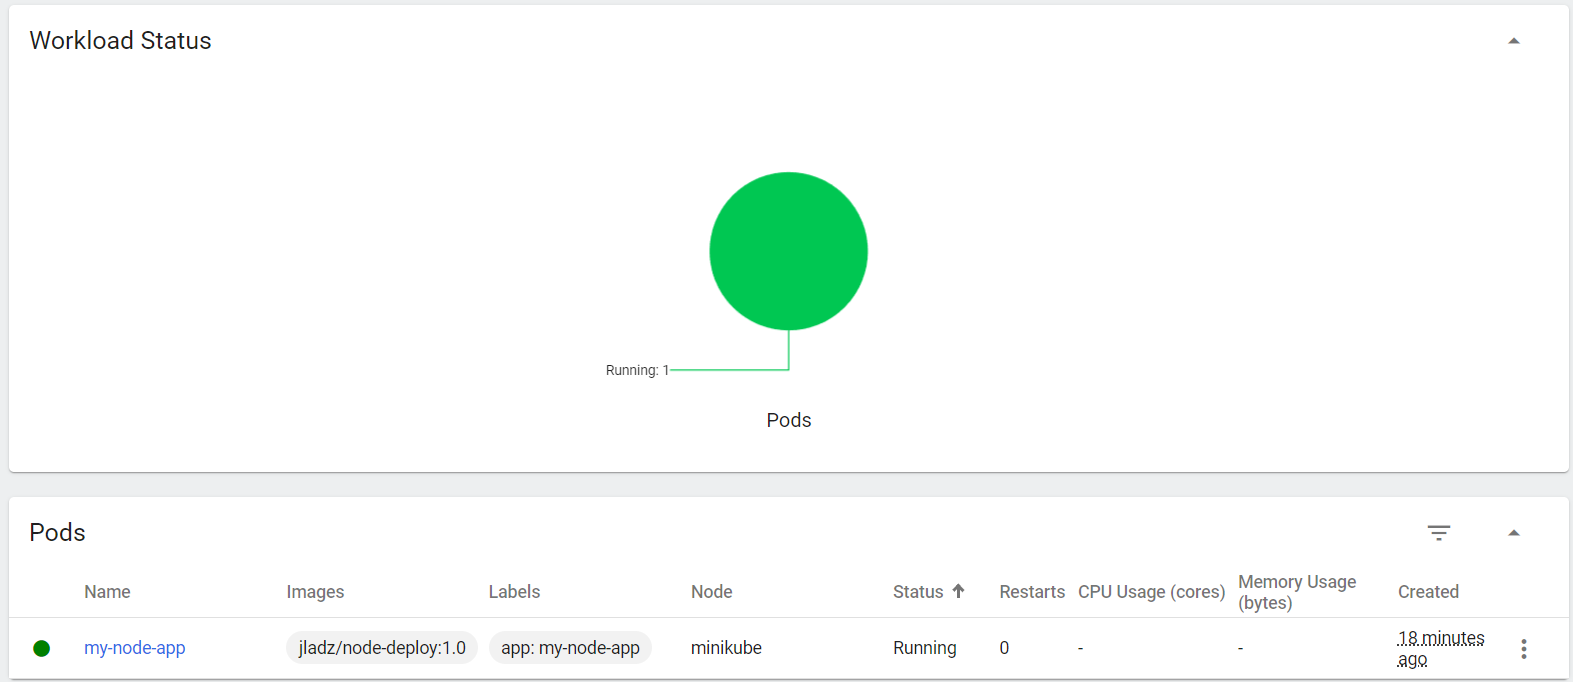 Workload Status
Running: 1
Pods
Pods
Name Images Labels Node Status Restarts CPU Usage (cores) Memory Usage (bytes) Created
my-node-app jladz/node-deploy:1.0 app: my-node-app minikube Running 0 - - 18 minutes ago